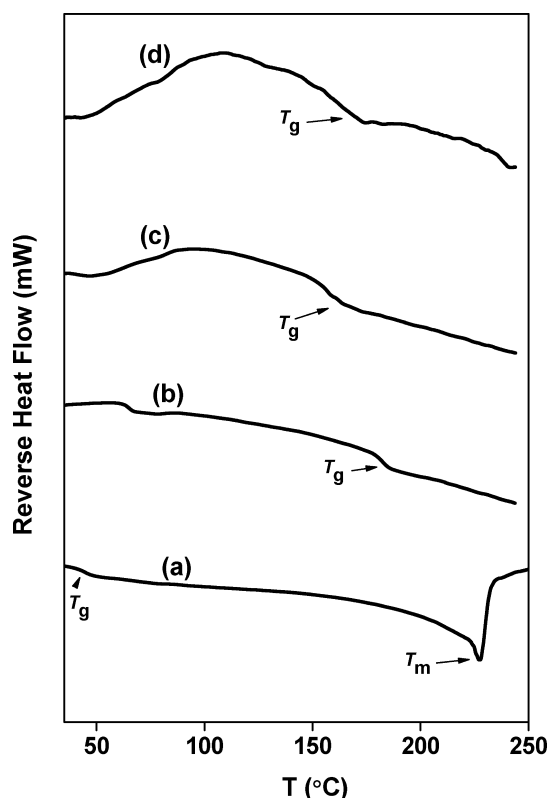 (d)
Tg
(c)
Tg
(b)
Tg
(a)
Tg
Tm
Reverse Heat Flow (mW)
50 100 150 200 250
T (°C)